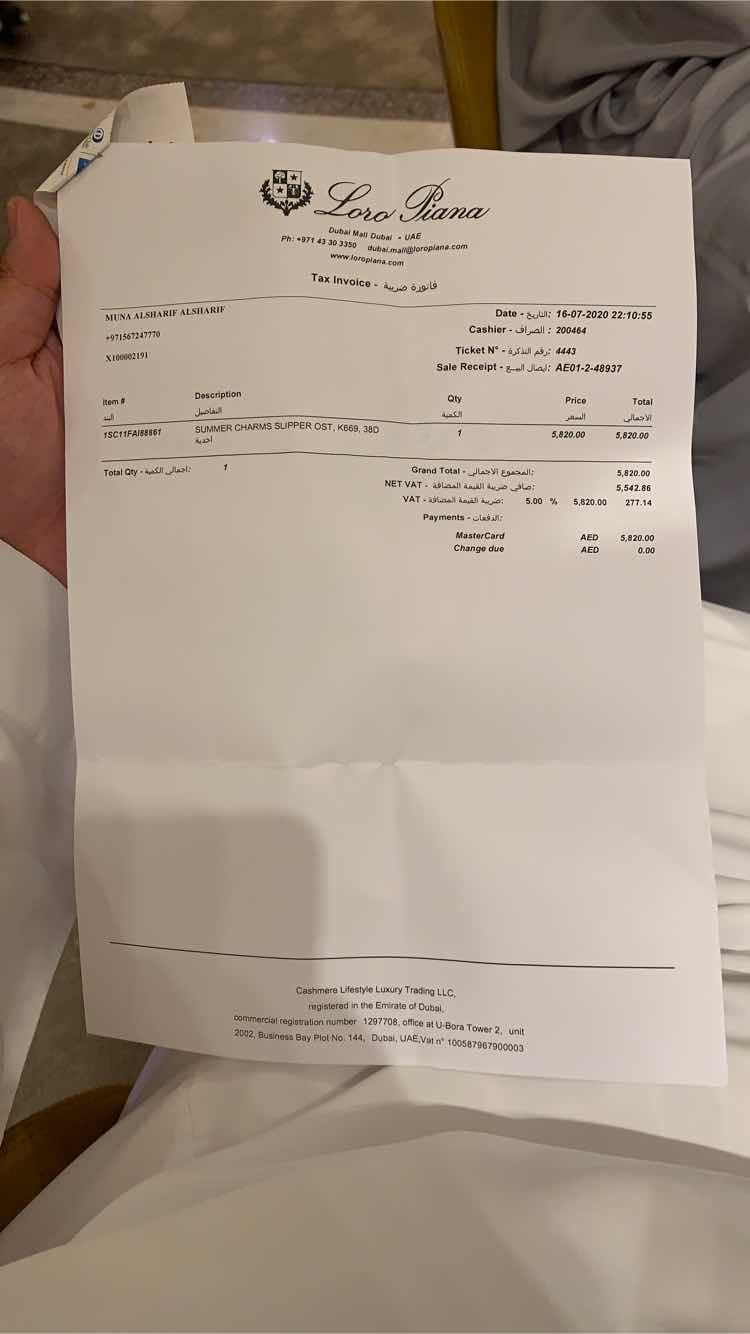 Loro Piana
Dubai Mall Dubai - UAE
Ph: +971 43 30 3350 dubai.mall@loropiana.com
www.loropiana.com
Tax Invoice - فاتورة ضريبة
MUNA ALSHARIF ALSHARIF
+971567247770
X100002191
Date - التاريخ: 16-07-2020 22:10:55
Cashier - الصراف: 200464
Ticket N° - رقم التذكرة: 4443
Sale Receipt - ايصال البيع: AE01-2-48937
Item # Description Qty Price Total
البند التفاصيل الكمية السعر الاجمالي
1SC11FAI88861 SUMMER CHARMS SLIPPER OST, K669, 38D 1 5,820.00 5,820.00
احذية
Total Qty - اجمالي الكمية: 1
Grand Total - المجموع الاجمالي: 5,820.00
NET VAT - صافي ضريبة القيمة المضافة: 5,542.86
VAT - ضريبة القيمة المضافة: 5.00 % 5,820.00 277.14
Payments - الدفعات:
MasterCard AED 5,820.00
Change due AED 0.00
Cashmere Lifestyle Luxury Trading LLC,
registered in the Emirate of Dubai,
commercial registration number 1297708, office at U-Bora Tower 2, unit
2002, Business Bay Plot No. 144, Dubai, UAE,Vat n° 100587967900003